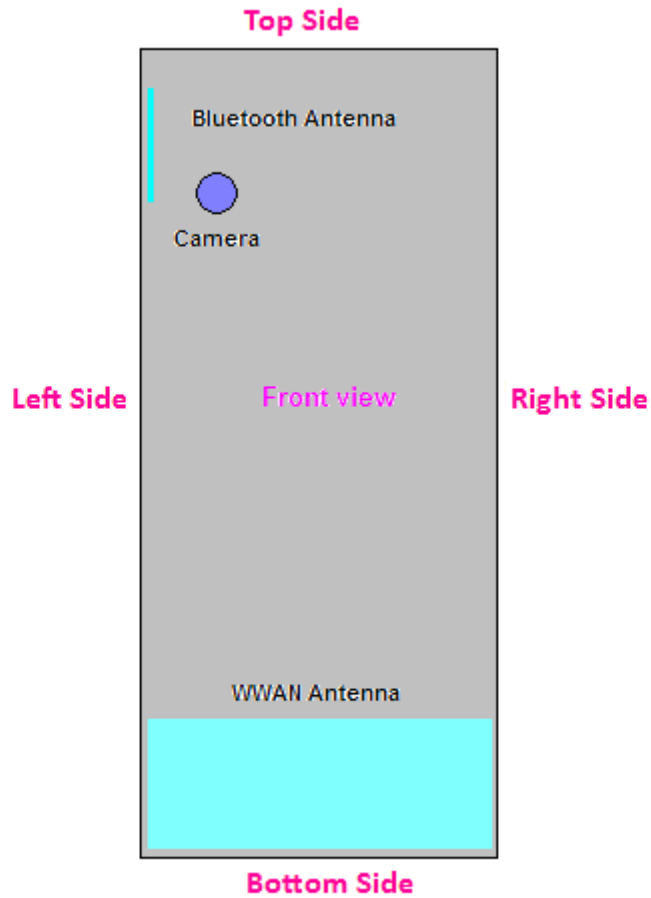 Top Side
Bluetooth Antenna
Camera
Left Side
Front view
Right Side
WWAN Antenna
Bottom Side